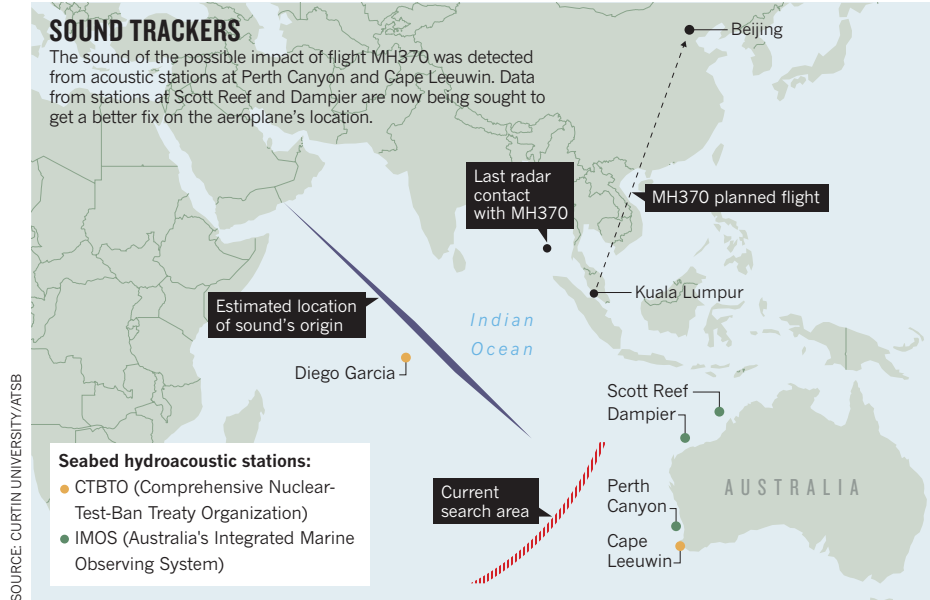 SOUND TRACKERS
The sound of the possible impact of flight MH370 was detected
from acoustic stations at Perth Canyon and Cape Leeuwin. Data
from stations at Scott Reef and Dampier are now being sought to
get a better fix on the aeroplane's location.
Beijing
Last radar
contact
with MH370
MH370 planned flight
Kuala Lumpur
Estimated location
of sound's origin
Indian
Ocean
Diego Garcia
Scott Reef
Dampier
Seabed hydroacoustic stations:
CTBTO (Comprehensive Nuclear-
Test-Ban Treaty Organization)
IMOS (Australia's Integrated Marine
Observing System)
Current
search area
Perth
Canyon
Cape
Leeuwin
AUSTRALIA
SOURCE: CURTIN UNIVERSITY/ATSB